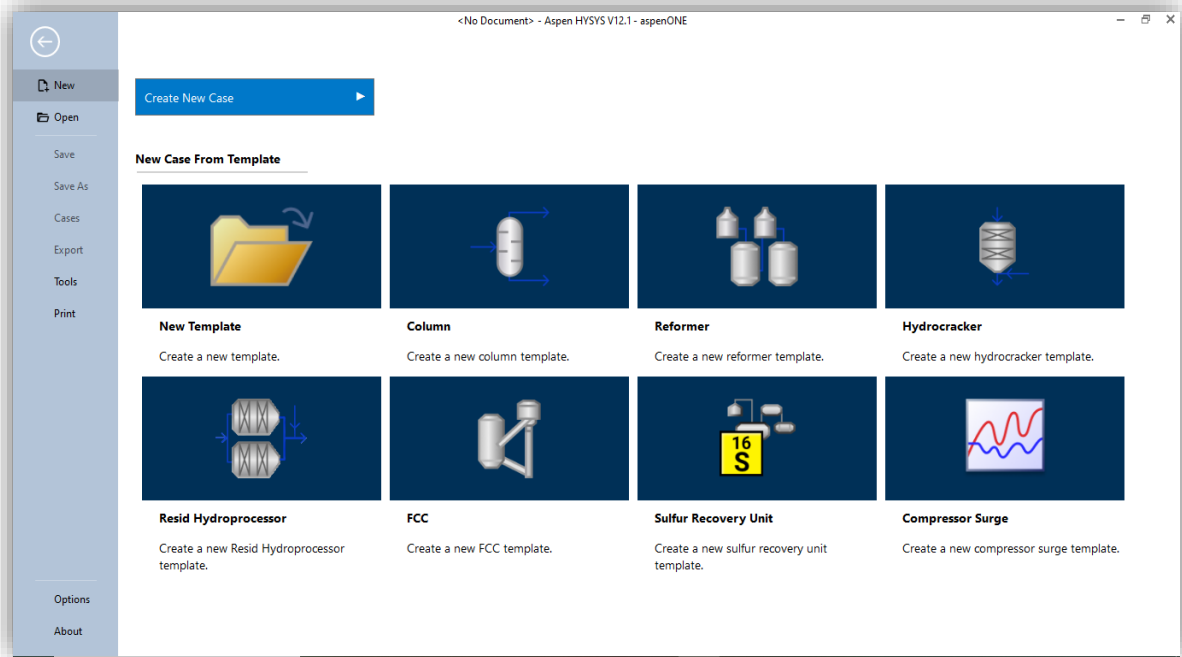 <No Document> - Aspen HYSYS V12.1 - aspenONE
New
Open
Save
Save As
Cases
Export
Tools
Print
Options
About
Create New Case
New Case From Template
New Template
Create a new template.
Column
Create a new column template.
Reformer
Create a new reformer template.
Hydrocracker
Create a new hydrocracker template.
Resid Hydroprocessor
Create a new Resid Hydroprocessor
template.
FCC
Create a new FCC template.
16
S
Sulfur Recovery Unit
Create a new sulfur recovery unit
template.
Compressor Surge
Create a new compressor surge template.